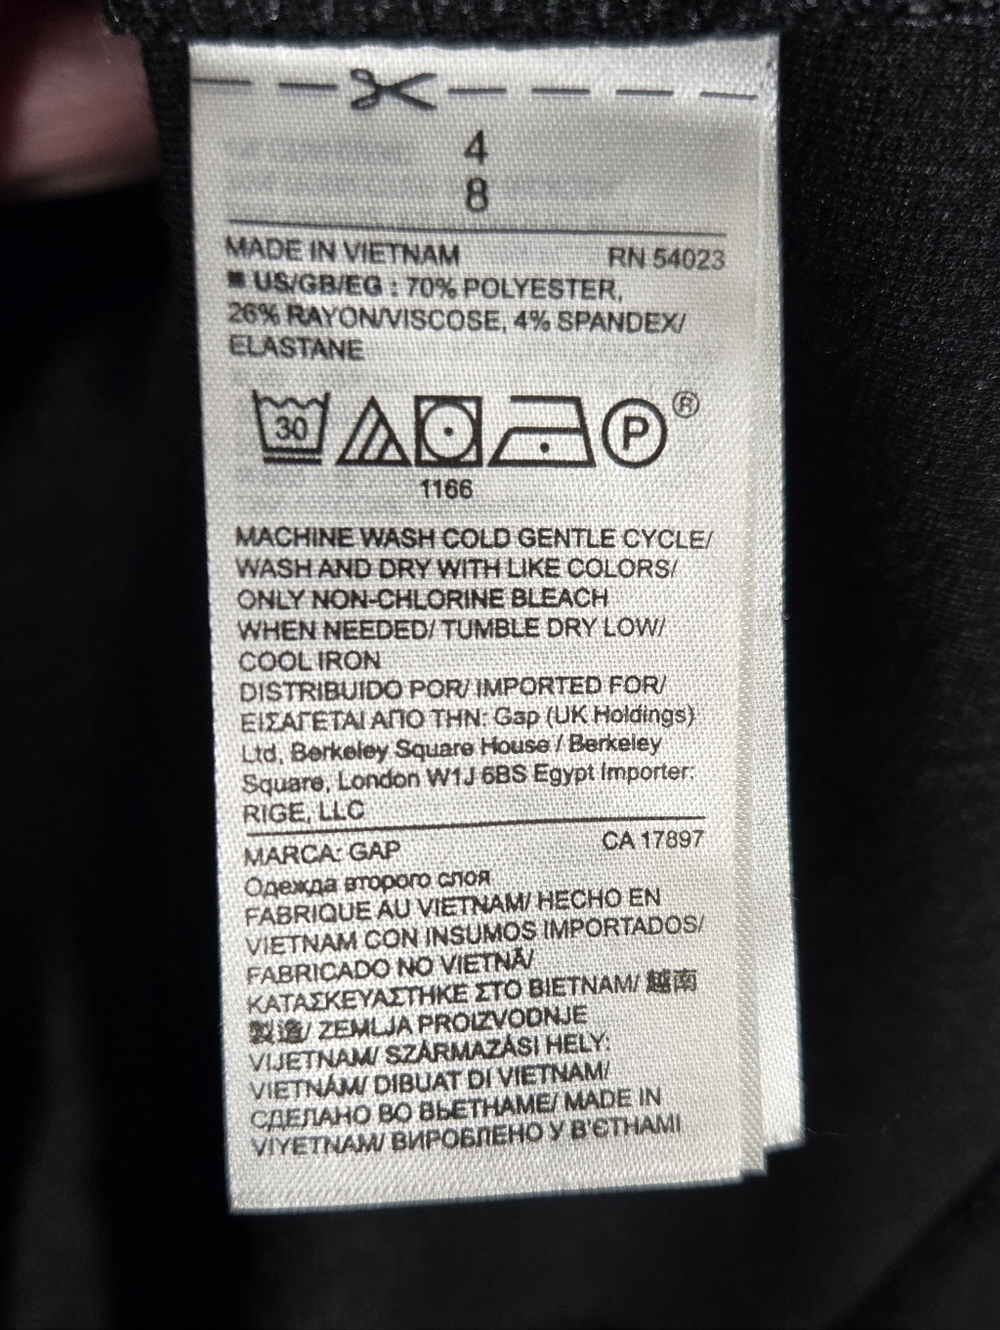 4
8
MADE IN VIETNAM RN 54023
■ US/GB/EG : 70% POLYESTER,
26% RAYON/VISCOSE, 4% SPANDEX/
ELASTANE
30 P ®
1166
MACHINE WASH COLD GENTLE CYCLE/
WASH AND DRY WITH LIKE COLORS/
ONLY NON-CHLORINE BLEACH
WHEN NEEDED/ TUMBLE DRY LOW/
COOL IRON
DISTRIBUIDO POR/ IMPORTED FOR/
ΕΙΣΑΓΕΤΑΙ ΑΠΟ ΤΗΝ: Gap (UK Holdings)
Ltd, Berkeley Square House / Berkeley
Square, London W1J 6BS Egypt Importer:
RIGE, LLC
MARCA: GAP CA 17897
Одежда второго слоя
FABRIQUE AU VIETNAM/ HECHO EN
VIETNAM CON INSUMOS IMPORTADOS/
FABRICADO NO VIETNÃ/
ΚΑΤΑΣΚΕΥΑΣΤΗΚΕ ΣΤΟ ΒΙΕΤΝΑΜ/ 越南
製造/ ZEMLJA PROIZVODNJE
VIJETNAM/ SZÁRMAZÁSI HELY:
VIETNÁM/ DIBUAT DI VIETNAM/
СДЕЛАНО ВО ВЬЕТНАМЕ/ MADE IN
VIYETNAM/ ВИРОБЛЕНО У В'ЄТНАМІ